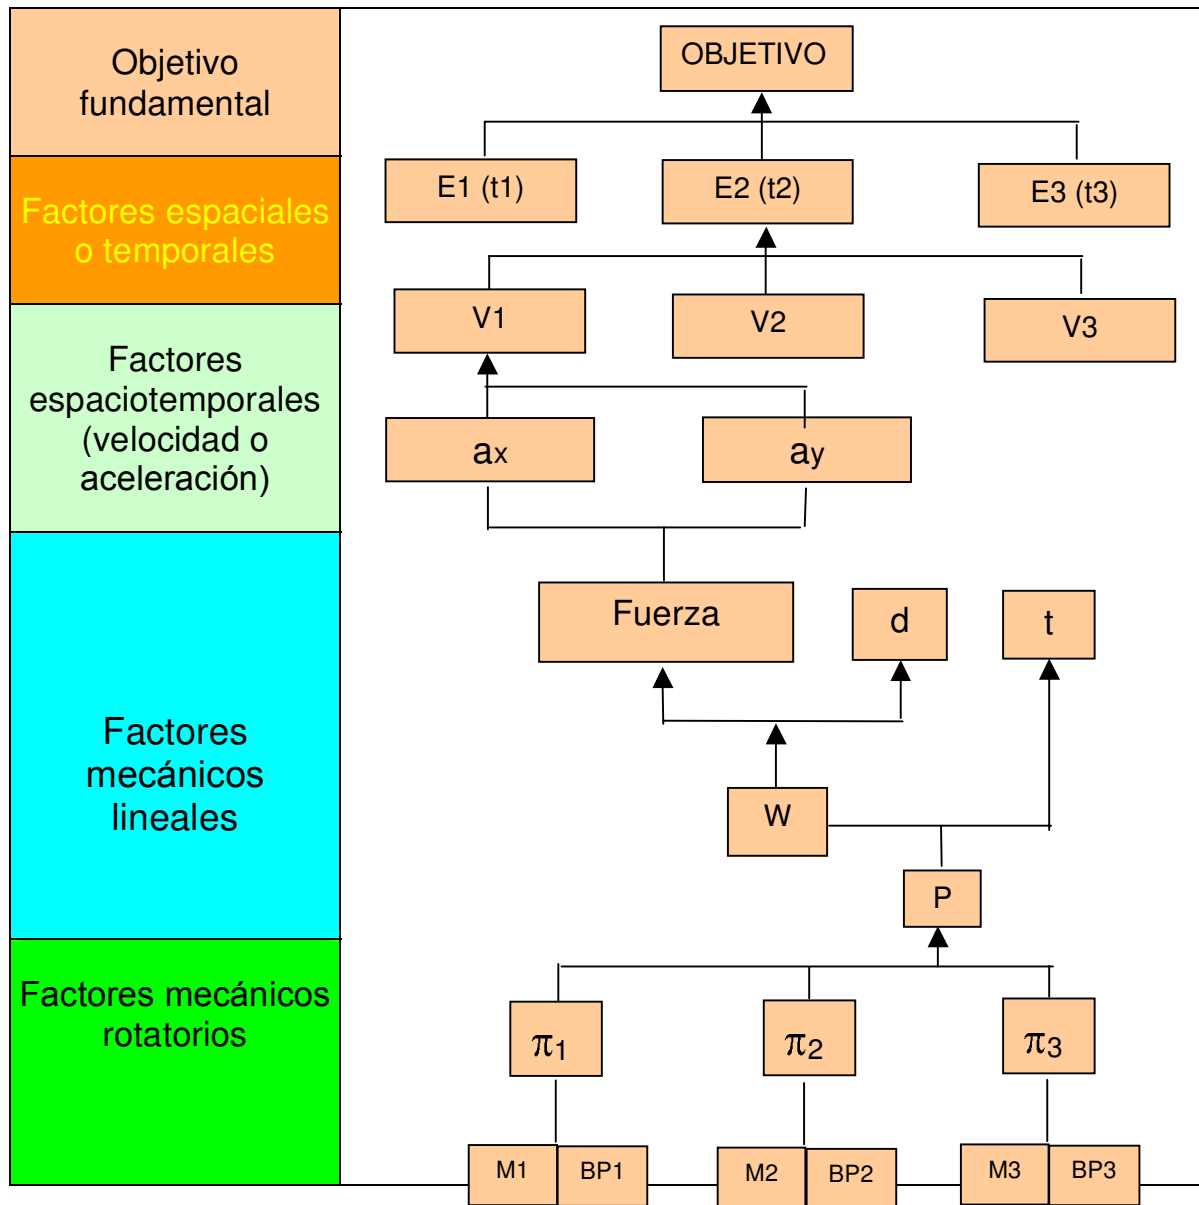 Objetivo
fundamental
OBJETIVO
Factores espaciales
o temporales
E1 (t1)
E2 (t2)
E3 (t3)
Factores
espaciotemporales
(velocidad o
aceleración)
V1
V2
V3
ax
ay
Factores
mecánicos
lineales
Fuerza
d
t
W
P
Factores mecánicos
rotatorios
π1
π2
π3
M1
BP1
M2
BP2
M3
BP3